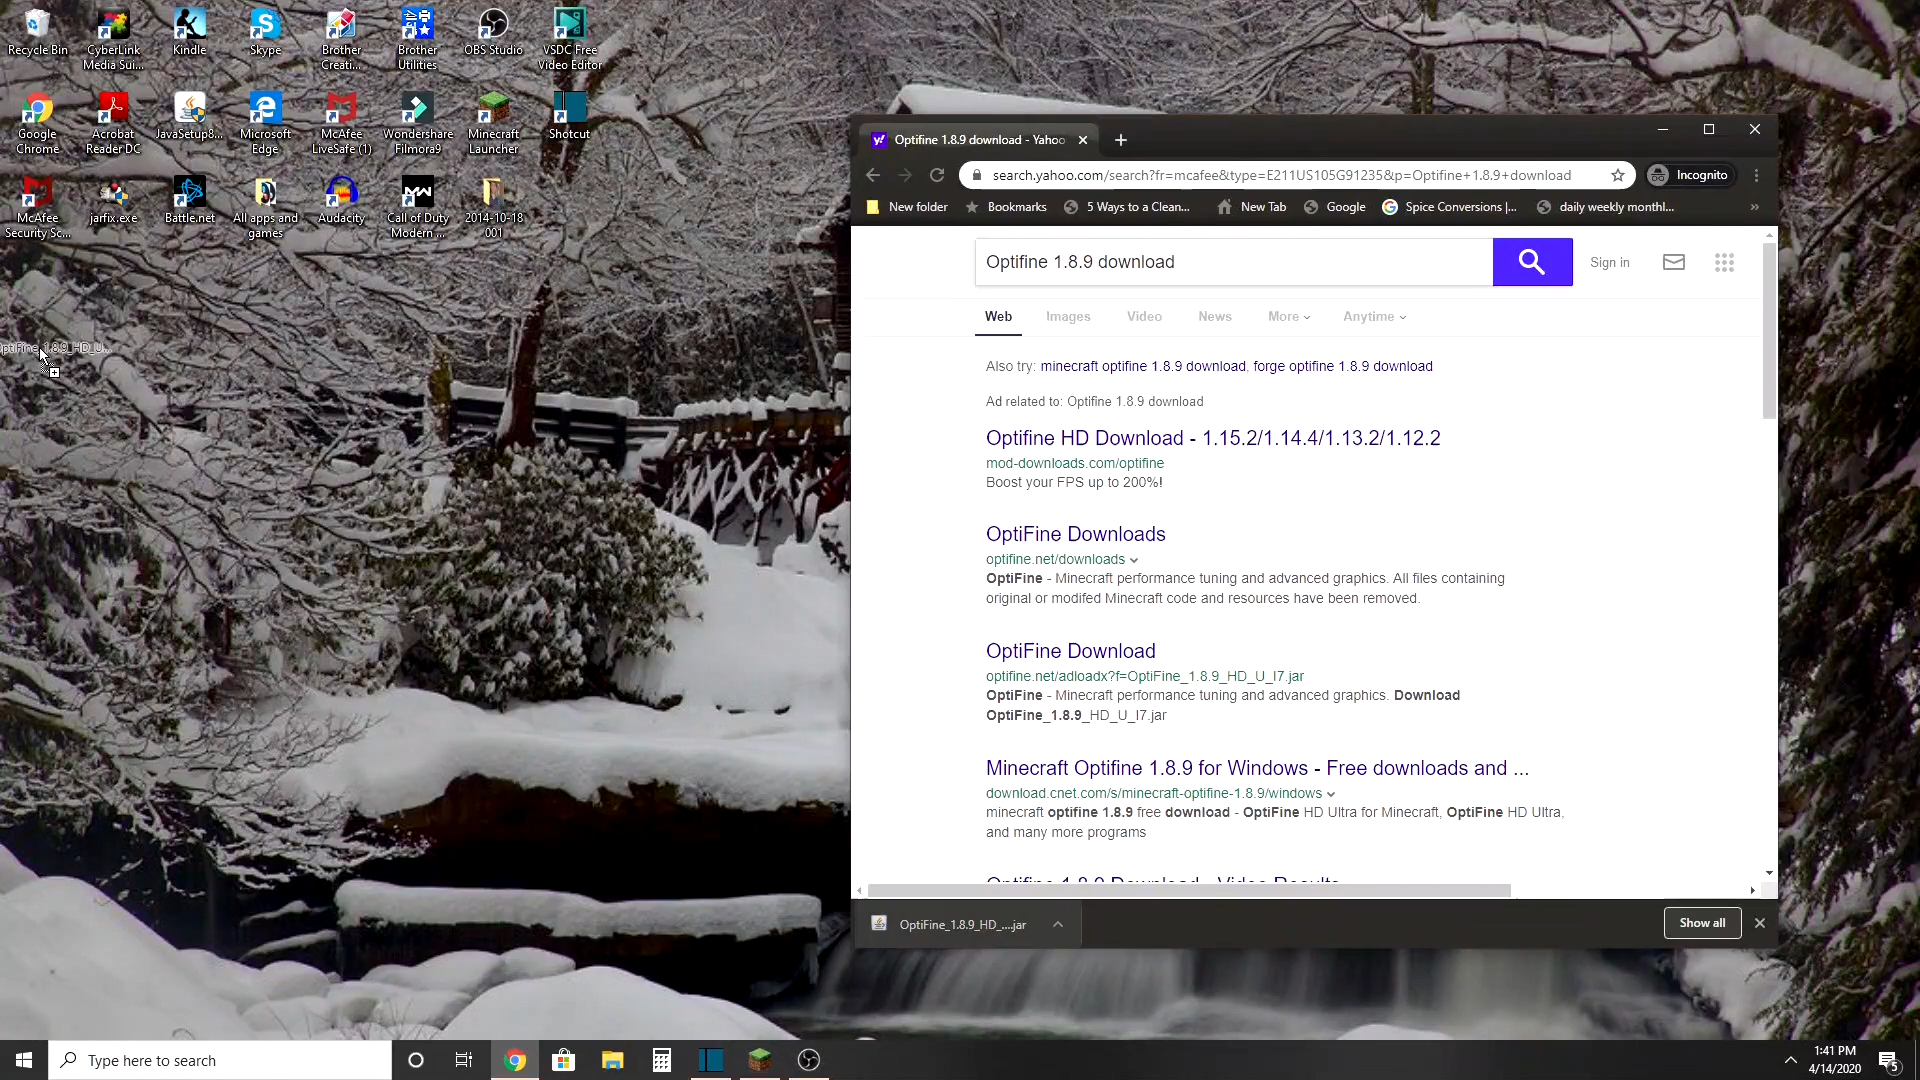 Recycle Bin
CyberLink
Media Sui...
Kindle
Skype
Brother
Creati...
Brother
Utilities
OBS Studio
VSDC Free
Video Editor
Google
Chrome
Acrobat
Reader DC
JavaSetup8...
Microsoft
Edge
McAfee
LiveSafe (1)
Wondershare
Filmora9
Minecraft
Launcher
Shotcut
McAfee
Security Sc...
jarfix.exe
Battle.net
All apps and
games
Audacity
Call of Duty
Modern ...
2014-10-18
001
OptiFine_1.8.9_HD_U...
Optifine 1.8.9 download - Yahoo
search.yahoo.com/search?fr=mcafee&type=E211US105G91235&p=Optifine+1.8.9+download
Incognito
New folder
Bookmarks
5 Ways to a Clean...
New Tab
Google
Spice Conversions |...
daily weekly monthl...
»
Optifine 1.8.9 download
Sign in
Web
Images
Video
News
More
Anytime
Also try: minecraft optifine 1.8.9 download, forge optifine 1.8.9 download
Ad related to: Optifine 1.8.9 download
Optifine HD Download - 1.15.2/1.14.4/1.13.2/1.12.2
mod-downloads.com/optifine
Boost your FPS up to 200%!
OptiFine Downloads
optifine.net/downloads
OptiFine - Minecraft performance tuning and advanced graphics. All files containing
original or modifed Minecraft code and resources have been removed.
OptiFine Download
optifine.net/adloadx?f=OptiFine_1.8.9_HD_U_I7.jar
OptiFine - Minecraft performance tuning and advanced graphics. Download
OptiFine_1.8.9_HD_U_I7.jar
Minecraft Optifine 1.8.9 for Windows - Free downloads and ...
download.cnet.com/s/minecraft-optifine-1.8.9/windows
minecraft optifine 1.8.9 free download - OptiFine HD Ultra for Minecraft, OptiFine HD Ultra,
and many more programs
Optifine 1.8.9 Download - Video Results
OptiFine_1.8.9_HD_....jar
Show all
Type here to search
1:41 PM
4/14/2020
5